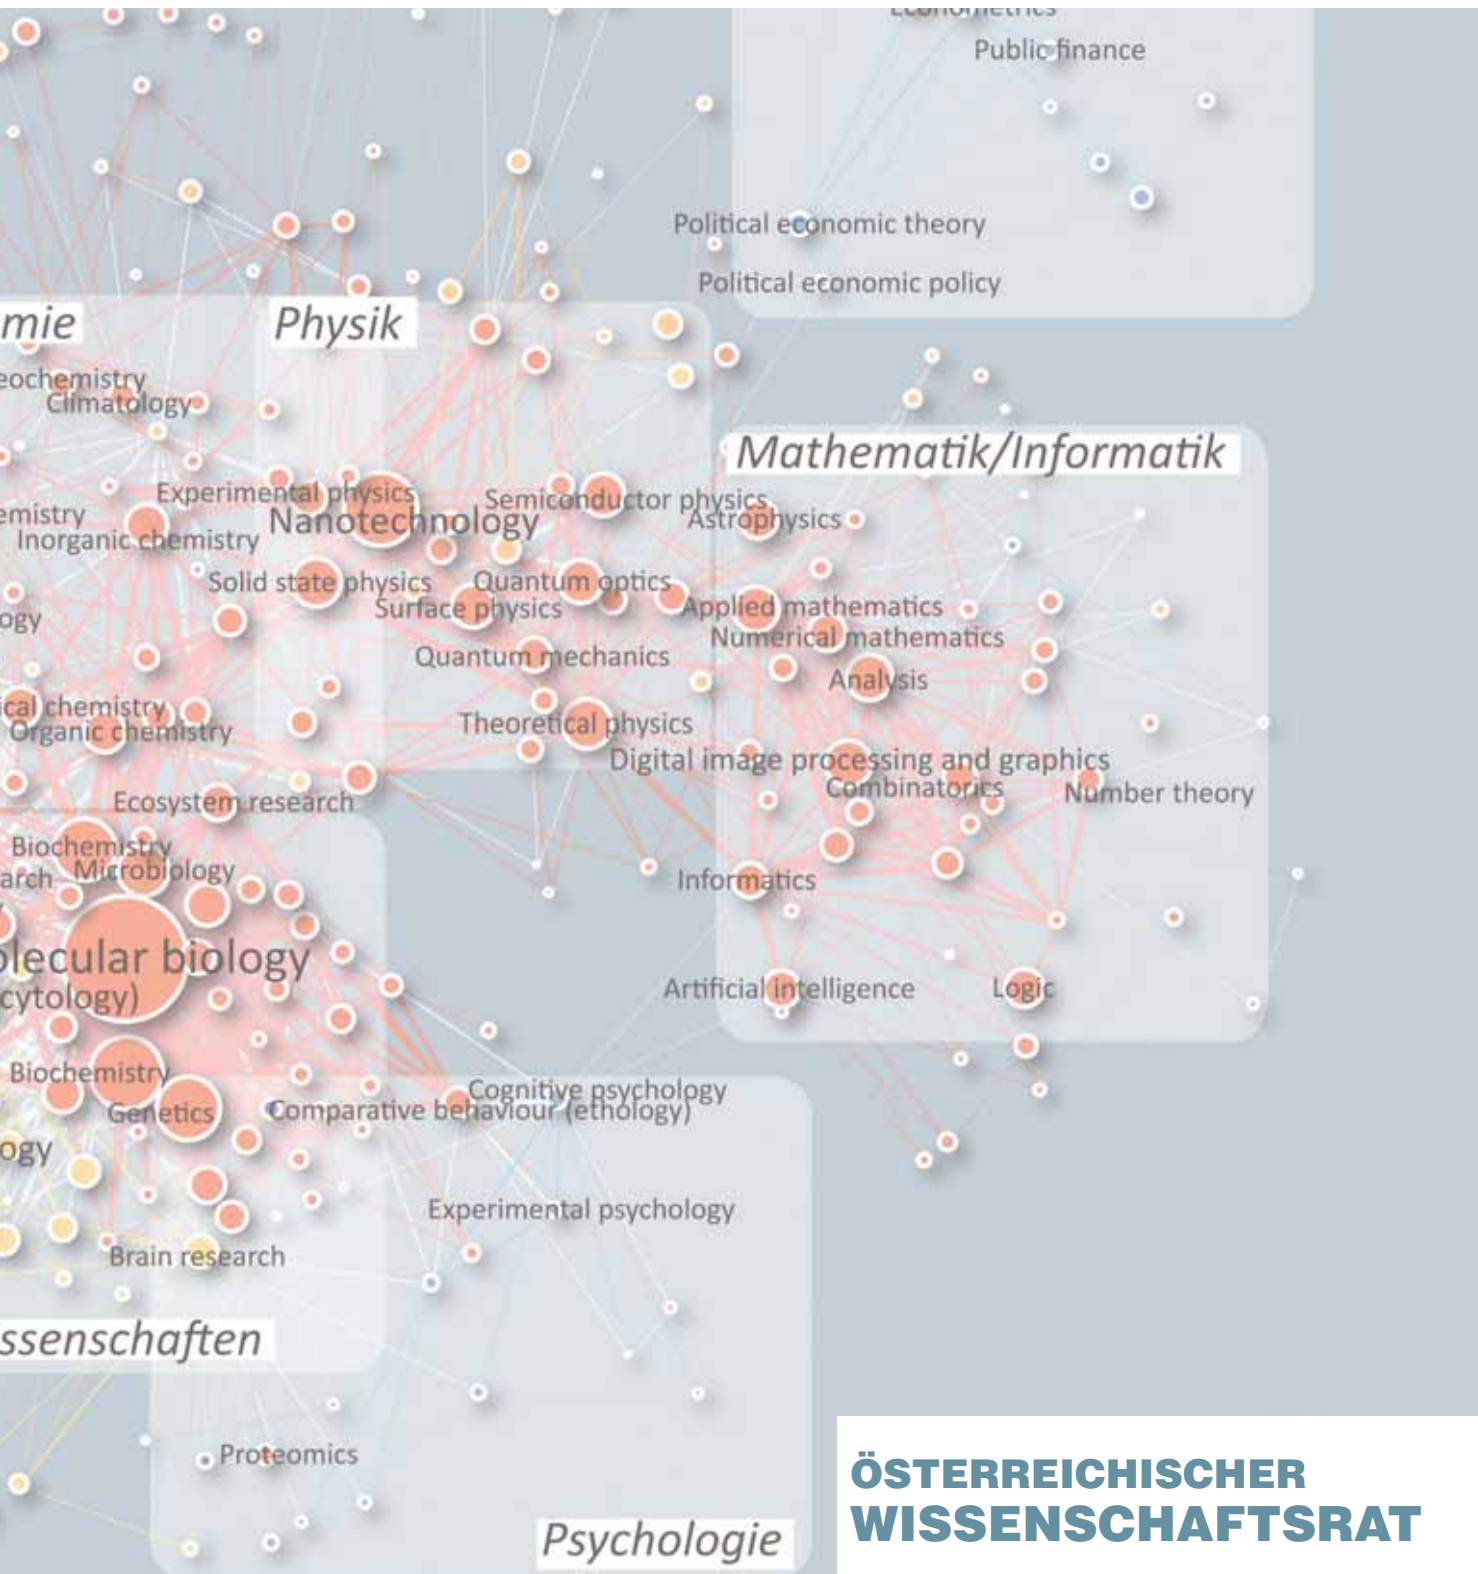 Econometrics
Public finance
Political economic theory
Political economic policy
mie
Physik
eochemistry
Climatology
Mathematik/Informatik
Experimental physics
Semiconductor physics
emistry
Nanotechnology
Astrophysics
Inorganic chemistry
Solid state physics
Quantum optics
Surface physics
Applied mathematics
ogy
Numerical mathematics
Quantum mechanics
Analysis
ical chemistry
Organic chemistry
Theoretical physics
Digital image processing and graphics
Combinatorics
Number theory
Ecosystem research
Biochemistry
arch
Microbiology
Informatics
olecular biology
cytology)
Artificial intelligence
Logic
Biochemistry
Genetics
Cognitive psychology
Comparative behaviour (ethology)
ogy
Experimental psychology
Brain research
issenschaften
Proteomics
Psychologie
ÖSTERREICHISCHER
WISSENSCHAFTSRAT